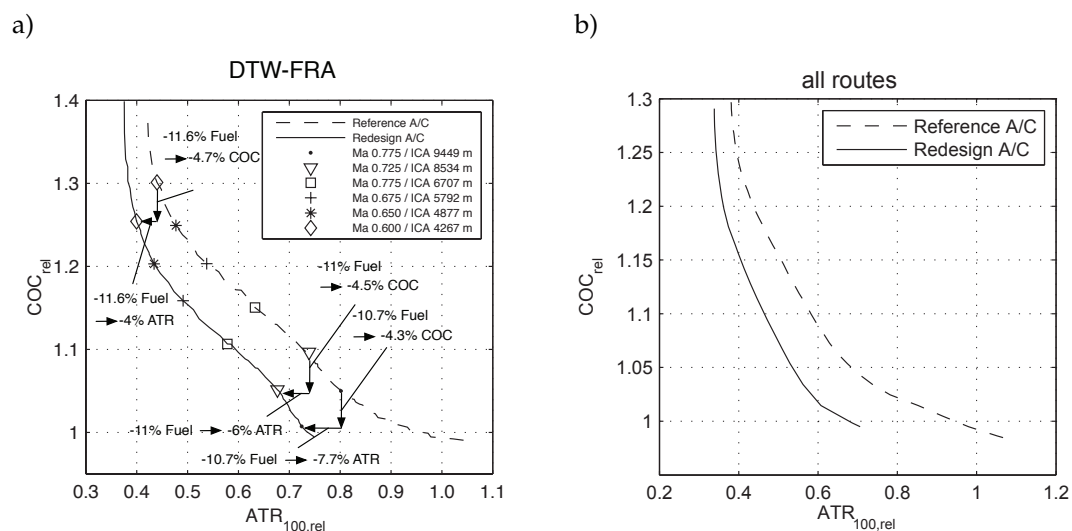 a)
DTW-FRA
1.4
1.3
1.2
1.1
1
COC_rel
0.3 0.4 0.5 0.6 0.7 0.8 0.9 1.0 1.1
ATR_100,rel
Reference A/C
Redesign A/C
Ma 0.775 / ICA 9449 m
Ma 0.725 / ICA 8534 m
Ma 0.775 / ICA 6707 m
Ma 0.675 / ICA 5792 m
Ma 0.650 / ICA 4877 m
Ma 0.600 / ICA 4267 m
-11.6% Fuel
-4.7% COC
-11.6% Fuel
-4% ATR
-11% Fuel
-4.5% COC
-10.7% Fuel
-4.3% COC
-11% Fuel -6% ATR
-10.7% Fuel -7.7% ATR
b)
all routes
1.3
1.25
1.2
1.15
1.1
1.05
1
COC_rel
0.2 0.4 0.6 0.8 1 1.2
ATR_100,rel
Reference A/C
Redesign A/C